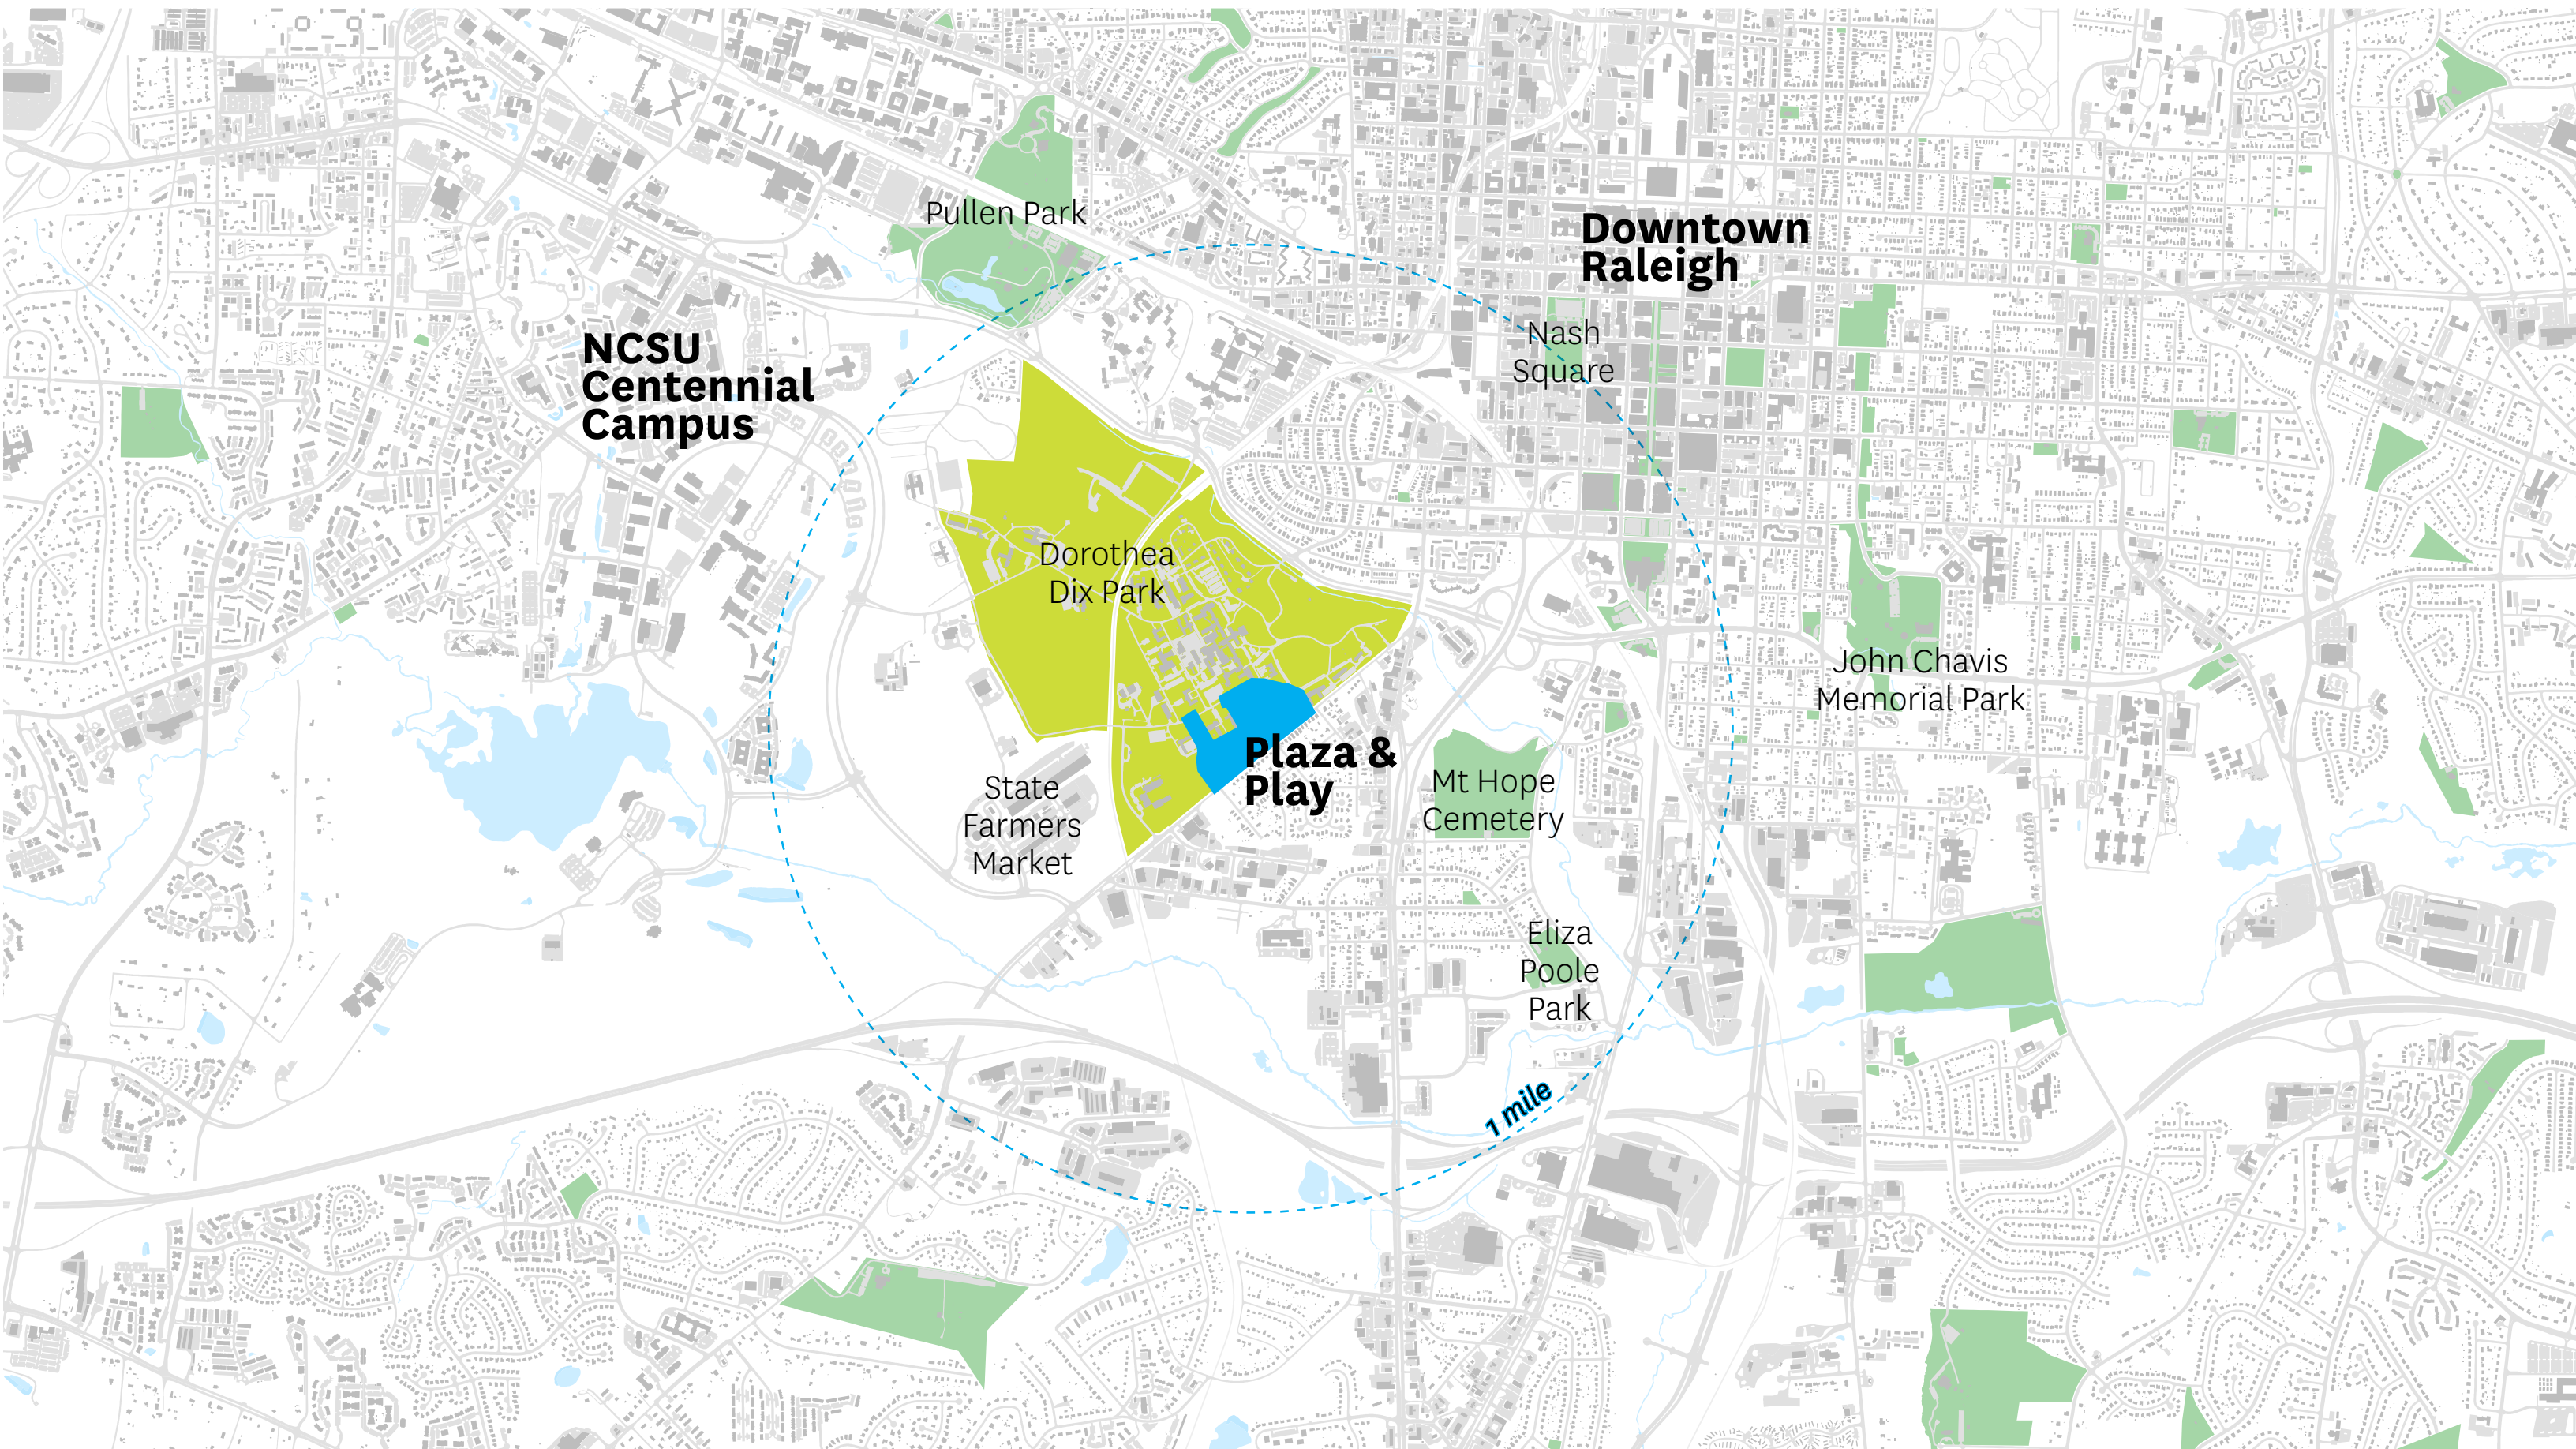 Pullen Park
Downtown
Raleigh
NCSU
Centennial
Campus
Nash
Square
Dorothea
Dix Park
John Chavis
Memorial Park
Plaza &
Play
State
Farmers
Market
Mt Hope
Cemetery
Eliza
Poole
Park
1 mile